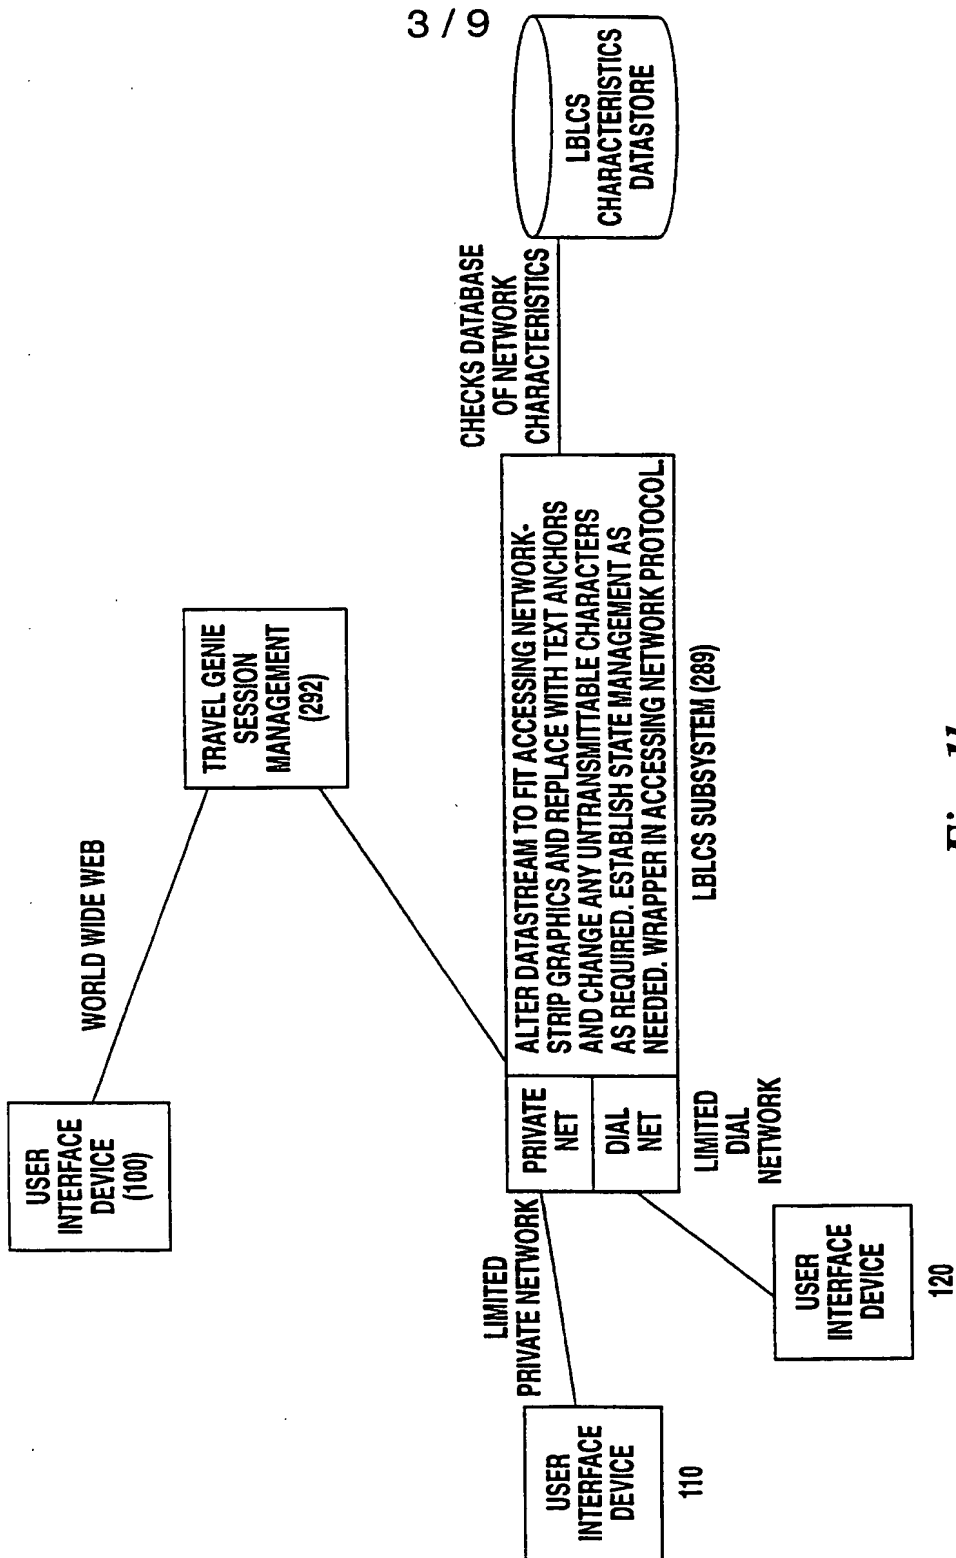 3 / 9
USER
INTERFACE
DEVICE
(100)
WORLD WIDE WEB
TRAVEL GENIE
SESSION
MANAGEMENT
(292)
LIMITED
PRIVATE NETWORK
USER
INTERFACE
DEVICE
110
PRIVATE
NET
DIAL
NET
ALTER DATASTREAM TO FIT ACCESSING NETWORK-
STRIP GRAPHICS AND REPLACE WITH TEXT ANCHORS
AND CHANGE ANY UNTRANSMITTABLE CHARACTERS
AS REQUIRED. ESTABLISH STATE MANAGEMENT AS
NEEDED. WRAPPER IN ACCESSING NETWORK PROTOCOL.
CHECKS DATABASE
OF NETWORK
CHARACTERISTICS
LBLCS
CHARACTERISTICS
DATASTORE
LIMITED
DIAL
NETWORK
LBLCS SUBSYSTEM (289)
USER
INTERFACE
DEVICE
120